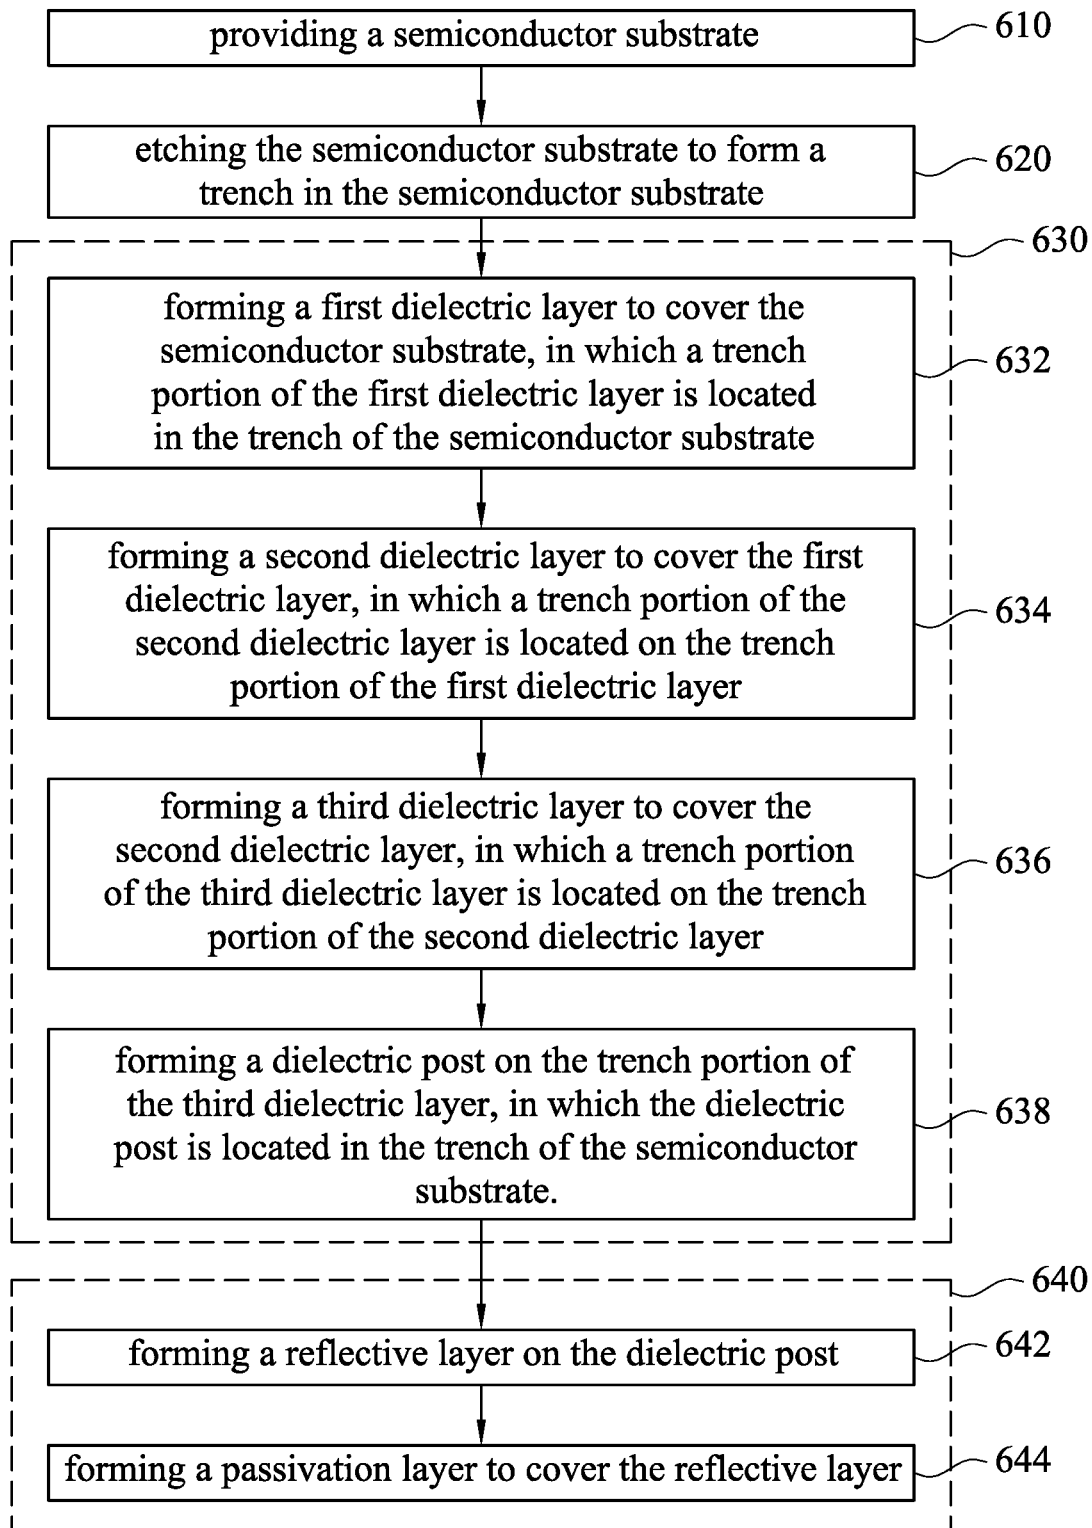 providing a semiconductor substrate
610
etching the semiconductor substrate to form a
trench in the semiconductor substrate
620
630
forming a first dielectric layer to cover the
semiconductor substrate, in which a trench
portion of the first dielectric layer is located
in the trench of the semiconductor substrate
632
forming a second dielectric layer to cover the first
dielectric layer, in which a trench portion of the
second dielectric layer is located on the trench
portion of the first dielectric layer
634
forming a third dielectric layer to cover the
second dielectric layer, in which a trench portion
of the third dielectric layer is located on the trench
portion of the second dielectric layer
636
forming a dielectric post on the trench portion of
the third dielectric layer, in which the dielectric
post is located in the trench of the semiconductor
substrate.
638
640
forming a reflective layer on the dielectric post
642
forming a passivation layer to cover the reflective layer
644